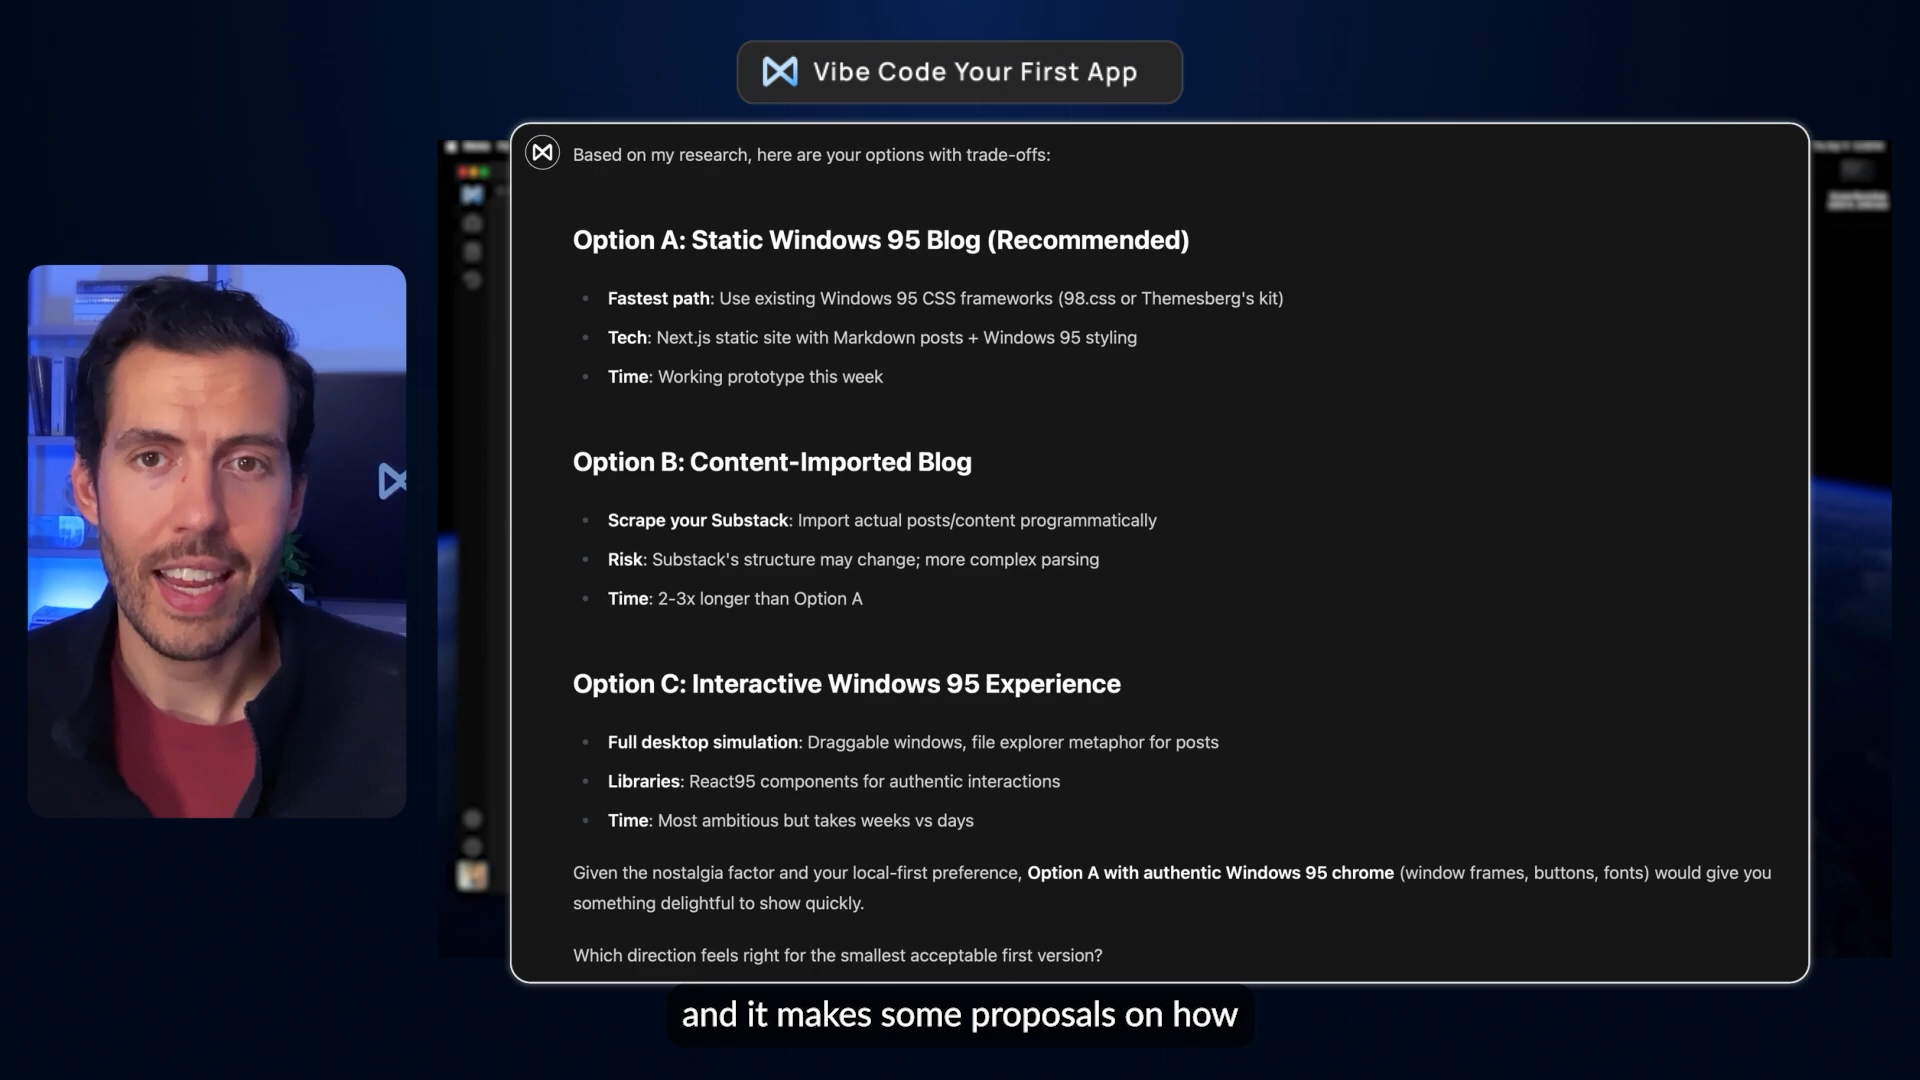 Vibe Code Your First App
Based on my research, here are your options with trade-offs:
Option A: Static Windows 95 Blog (Recommended)
Fastest path: Use existing Windows 95 CSS frameworks (98.css or Themesberg's kit)
Tech: Next.js static site with Markdown posts + Windows 95 styling
Time: Working prototype this week
Option B: Content-Imported Blog
Scrape your Substack: Import actual posts/content programmatically
Risk: Substack's structure may change; more complex parsing
Time: 2-3x longer than Option A
Option C: Interactive Windows 95 Experience
Full desktop simulation: Draggable windows, file explorer metaphor for posts
Libraries: React95 components for authentic interactions
Time: Most ambitious but takes weeks vs days
Given the nostalgia factor and your local-first preference, Option A with authentic Windows 95 chrome (window frames, buttons, fonts) would give you
something delightful to show quickly.
Which direction feels right for the smallest acceptable first version?
and it makes some proposals on how